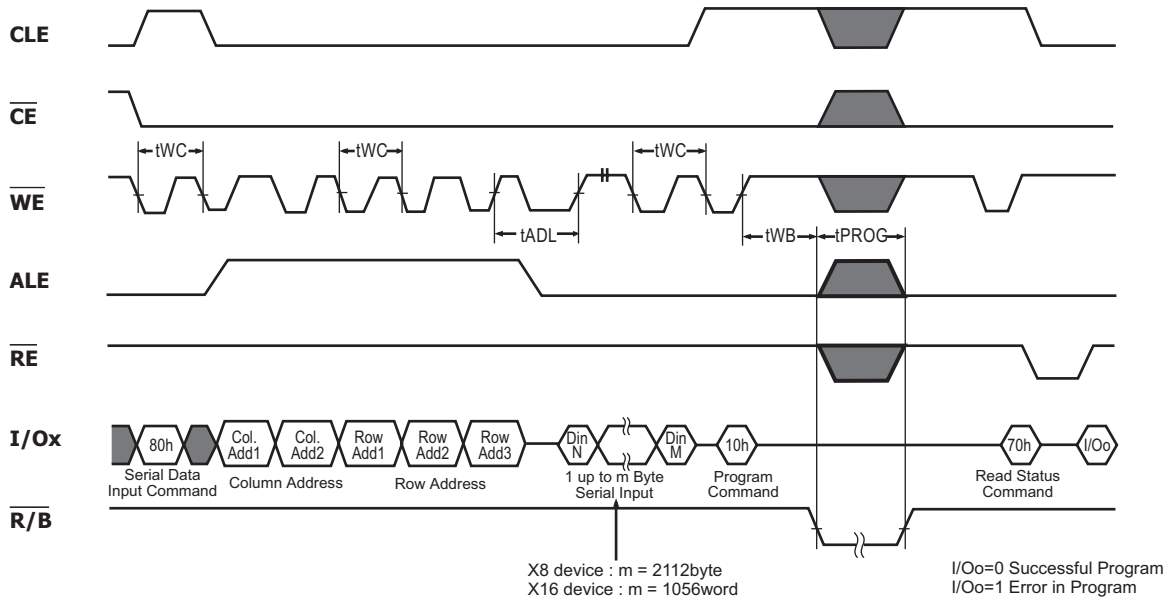 CLE
CE
tWC
tWC
tWC
WE
tADL
tWB
tPROG
ALE
RE
I/Ox
80h
Col.
Add1
Col.
Add2
Row
Add1
Row
Add2
Row
Add3
Din
N
Din
M
10h
70h
I/Oo
Serial Data
Input Command
Column Address
Row Address
1 up to m Byte
Serial Input
Program
Command
Read Status
Command
R/B
X8 device : m = 2112byte
X16 device : m = 1056word
I/Oo=0 Successful Program
I/Oo=1 Error in Program